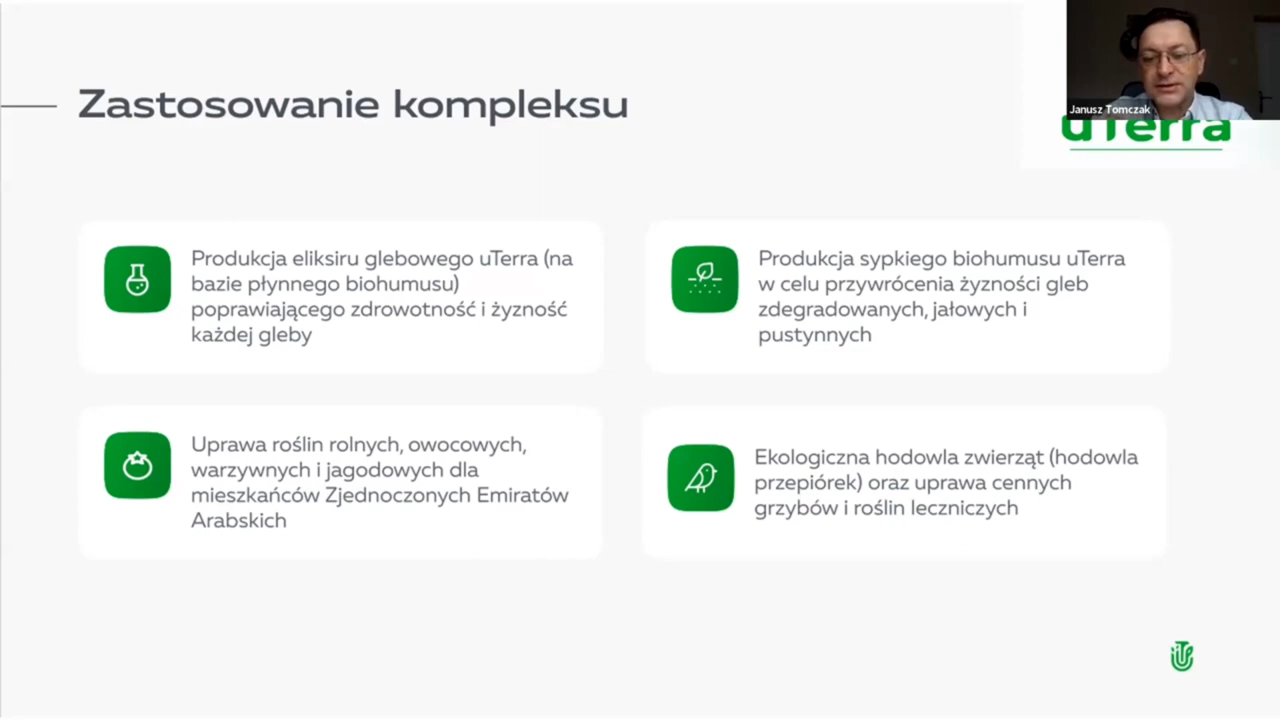 Zastosowanie kompleksu
Janusz Tomczak
uTerra
Produkcja eliksiru glebowego uTerra (na
bazie płynnego biohumusu)
poprawiającego zdrowotność i żyzność
każdej gleby
Produkcja sypkiego biohumusu uTerra
w celu przywrócenia żyzności gleb
zdegradowanych, jałowych i
pustynnych
Uprawa roślin rolnych, owocowych,
warzywnych i jagodowych dla
mieszkańców Zjednoczonych Emiratów
Arabskich
Ekologiczna hodowla zwierząt (hodowla
przepiórek) oraz uprawa cennych
grzybów i roślin leczniczych